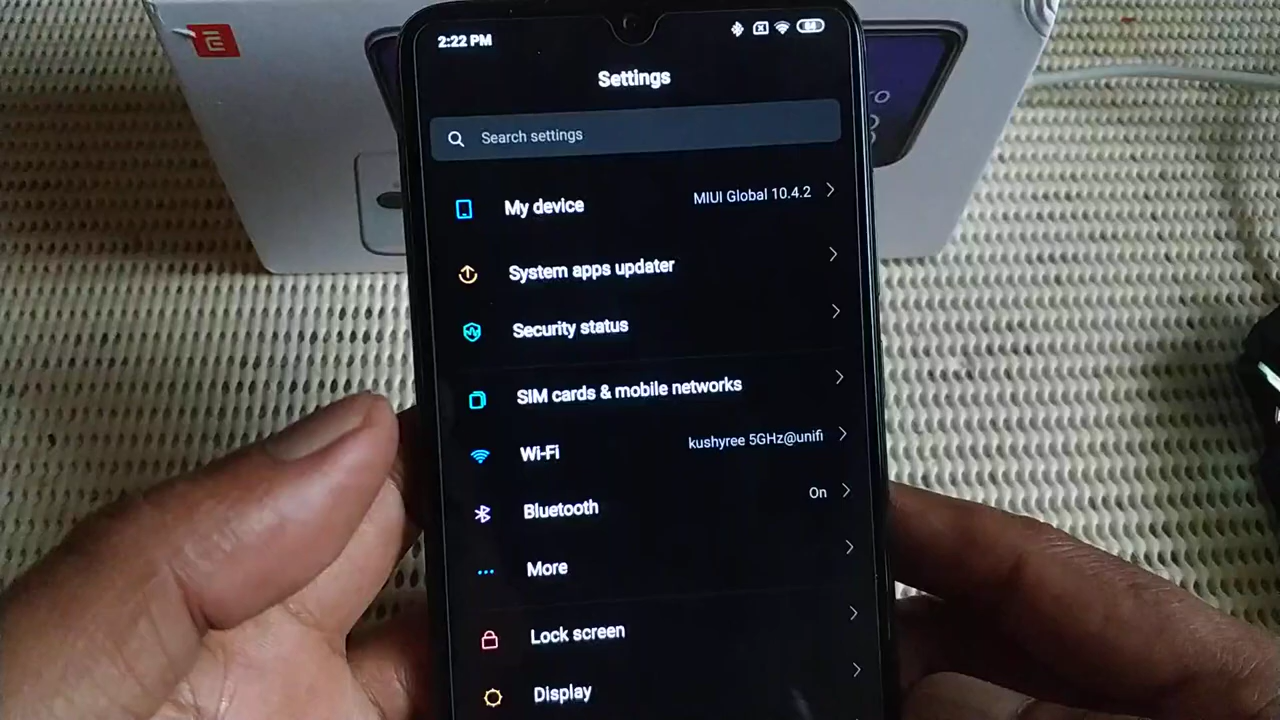 2:22 PM
Settings
Search settings
My device MIUI Global 10.4.2
System apps updater
Security status
SIM cards & mobile networks
Wi-Fi kushyree 5GHz@unifi
Bluetooth On
More
Lock screen
Display